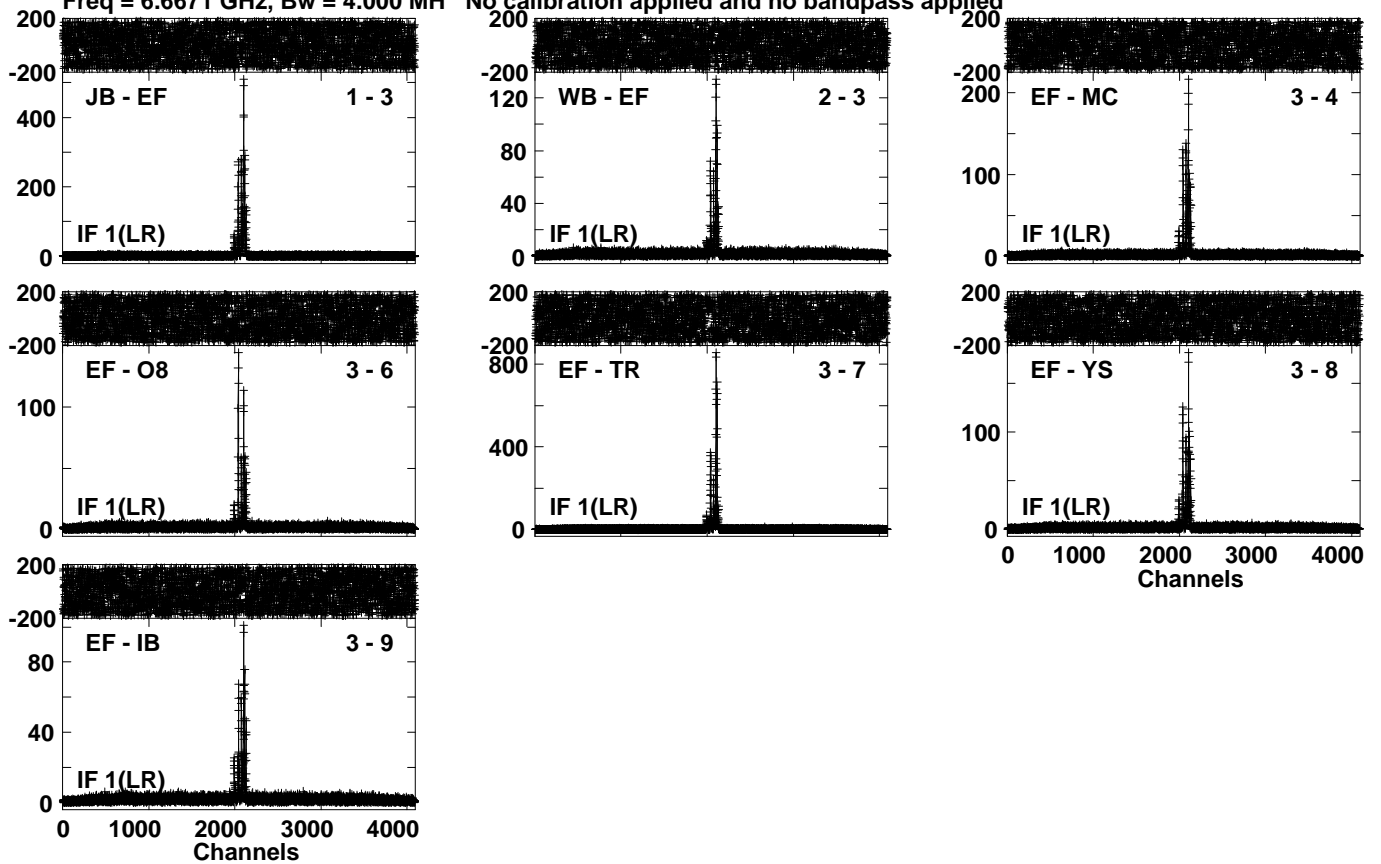 Freq = 6.6671 GHz, Bw = 4.000 MH No calibration applied and no bandpass applied
200
-200
JB - EF 1 - 3
400
200
IF 1(LR)
0
200
-200
WB - EF 2 - 3
120
80
40
IF 1(LR)
0
200
-200
EF - MC 3 - 4
200
100
IF 1(LR)
0
200
-200
EF - O8 3 - 6
100
IF 1(LR)
0
200
-200
800
EF - TR 3 - 7
400
IF 1(LR)
0
200
-200
EF - YS 3 - 8
100
IF 1(LR)
0
0 1000 2000 3000 4000
Channels
200
-200
EF - IB 3 - 9
80
40
IF 1(LR)
0
0 1000 2000 3000 4000
Channels